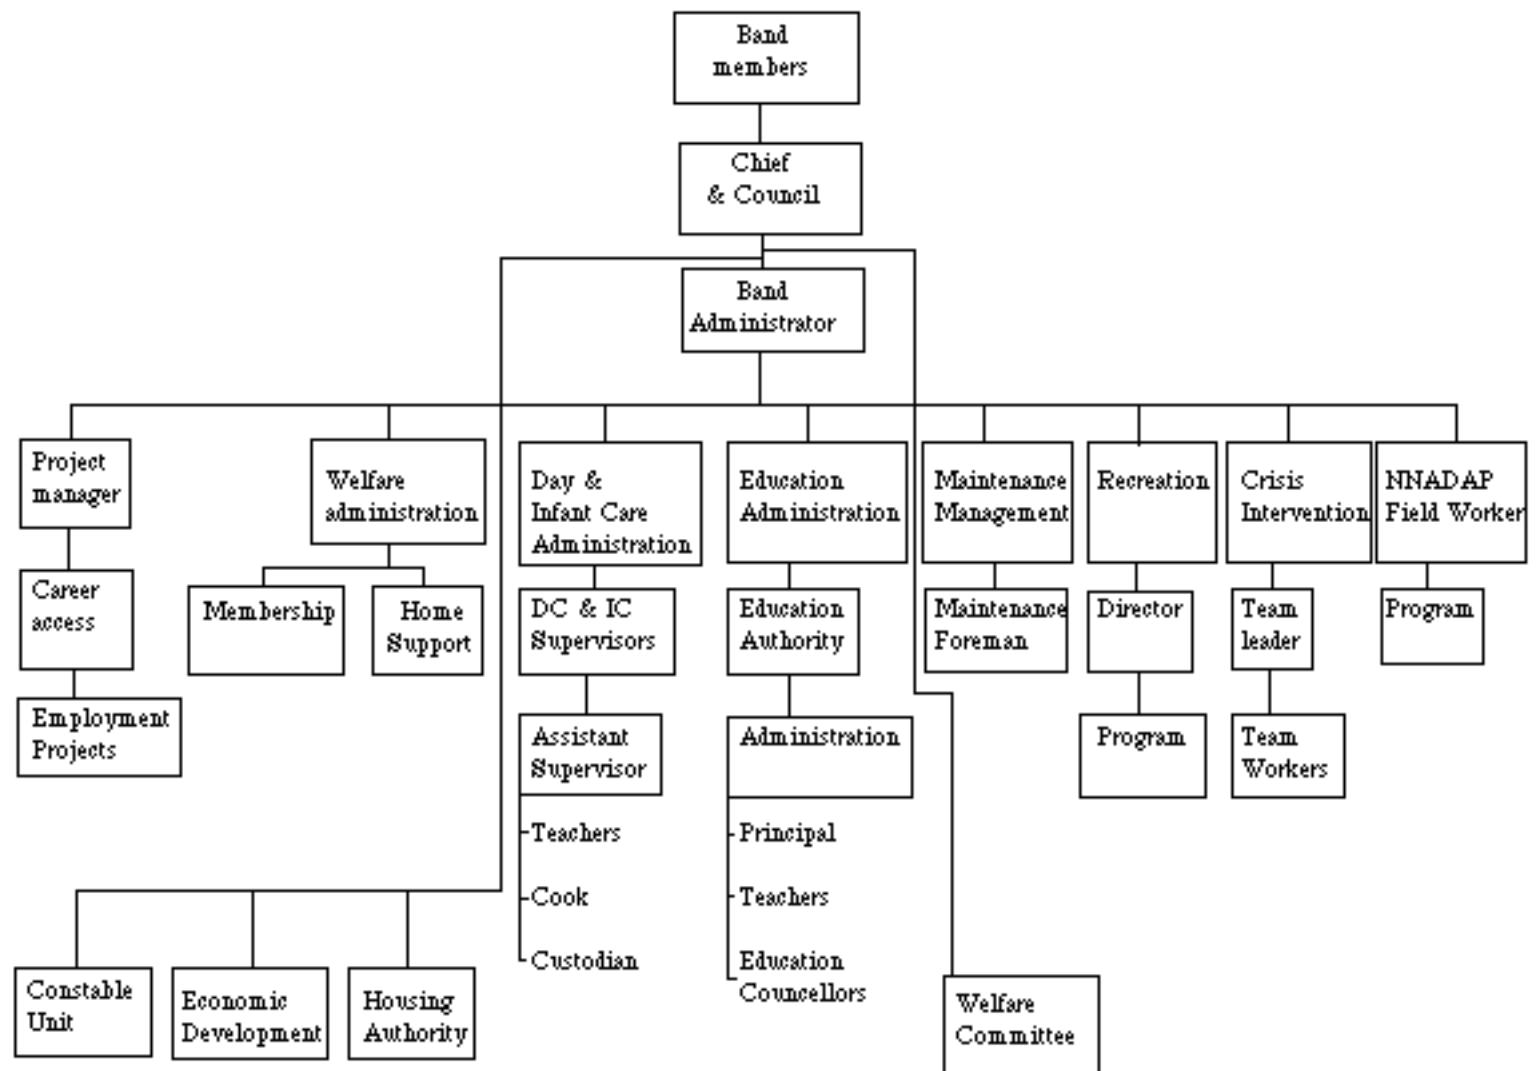 Band
members
Chief
& Council
Band
Administrator
Project
manager
Welfare
administration
Day &
Infant Care
Administration
Education
Administration
Maintenance
Management
Recreation
Crisis
Intervention
NNADAP
Field Worker
Career
access
Membership
Home
Support
DC & IC
Supervisors
Education
Authority
Maintenance
Foreman
Director
Team
leader
Program
Employment
Projects
Assistant
Supervisor
Administration
Program
Team
Workers
Teachers
Cook
Custodian
Principal
Teachers
Education
Councellors
Constable
Unit
Economic
Development
Housing
Authority
Welfare
Committee